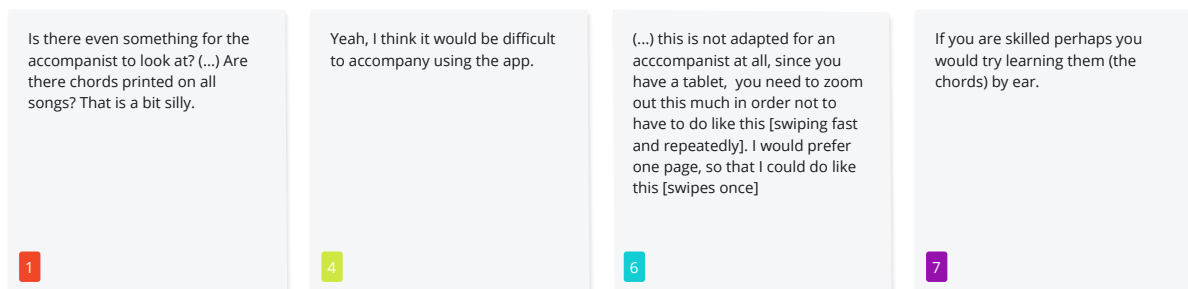 Is there even something for the
accompanist to look at? (...) Are
there chords printed on all
songs? That is a bit silly.
1
Yeah, I think it would be difficult
to accompany using the app.
4
(...) this is not adapted for an
acccompanist at all, since you
have a tablet,  you need to zoom
out this much in order not to
have to do like this [swiping fast
and repeatedly]. I would prefer
one page, so that I could do like
this [swipes once]
6
If you are skilled perhaps you
would try learning them (the
chords) by ear.
7